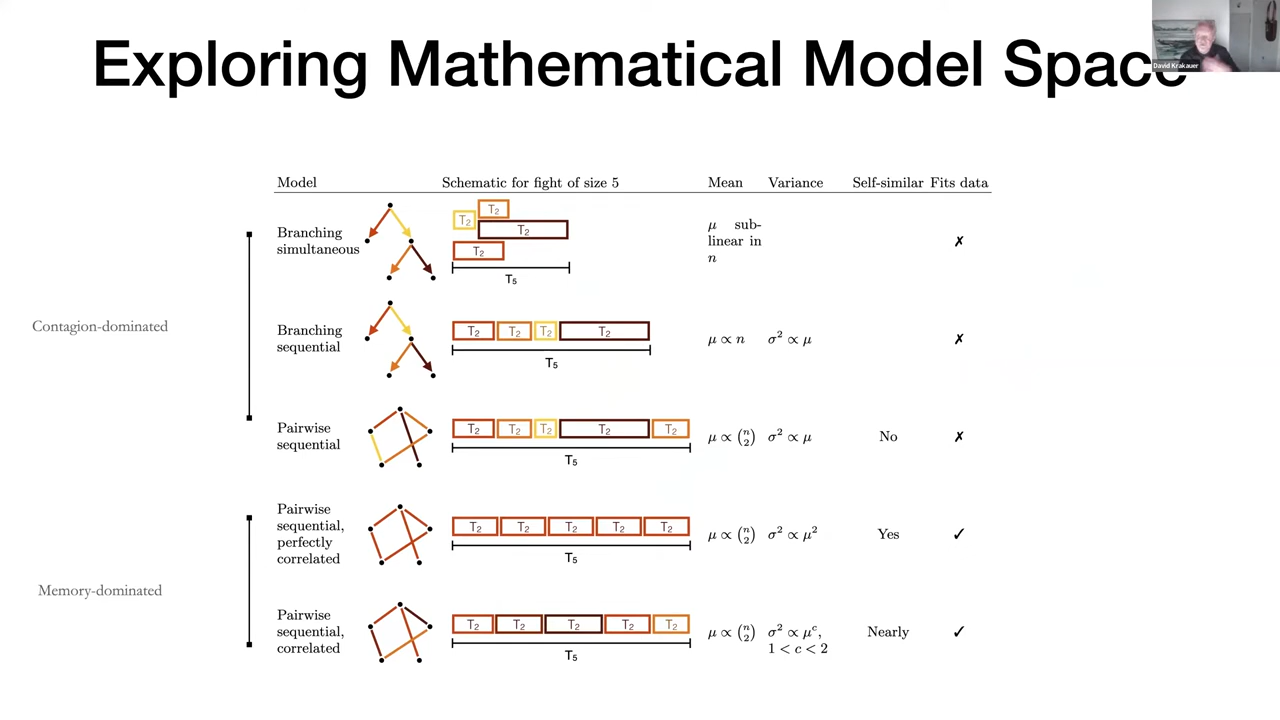 Exploring Mathematical Model Space
David Krakauer
Model Schematic for fight of size 5 Mean Variance Self-similar Fits data
Branching
simultaneous
T₂
T₂
T₂
T₂
T₅
μ sub-
linear in
n
✗
Contagion-dominated
Branching
sequential
T₂ T₂ T₂ T₂
T₅
μ ∝ n σ² ∝ μ ✗
Pairwise
sequential
T₂ T₂ T₂ T₂ T₂
T₅
μ ∝ (n 2) σ² ∝ μ No ✗
Pairwise
sequential,
perfectly
correlated
T₂ T₂ T₂ T₂ T₂
T₅
μ ∝ (n 2) σ² ∝ μ² Yes ✓
Memory-dominated
Pairwise
sequential,
correlated
T₂ T₂ T₂ T₂ T₂
T₅
μ ∝ (n 2) σ² ∝ μᶜ, Nearly ✓
1 < c < 2